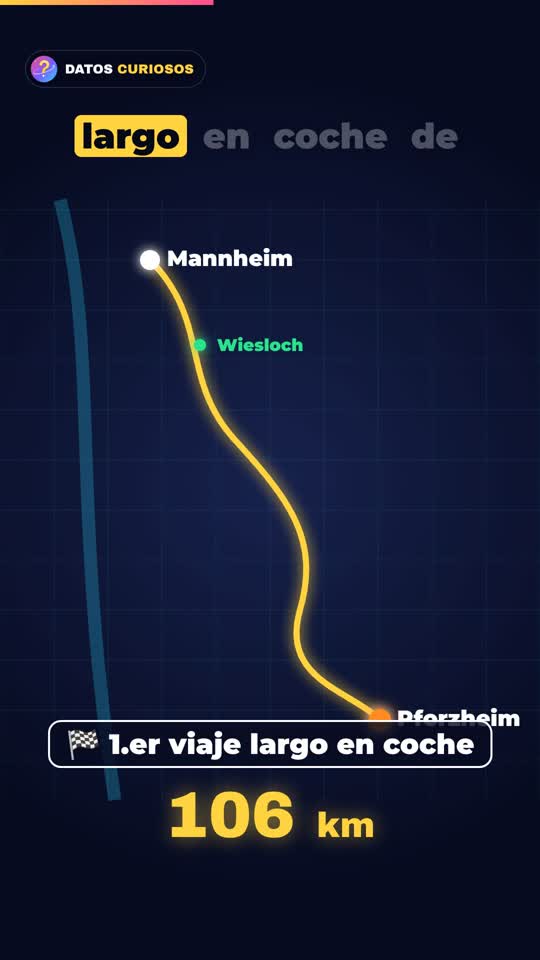 DATOS CURIOSOS
largo en coche de
Mannheim
Wiesloch
Pforzheim
🏁 1.er viaje largo en coche
106 km